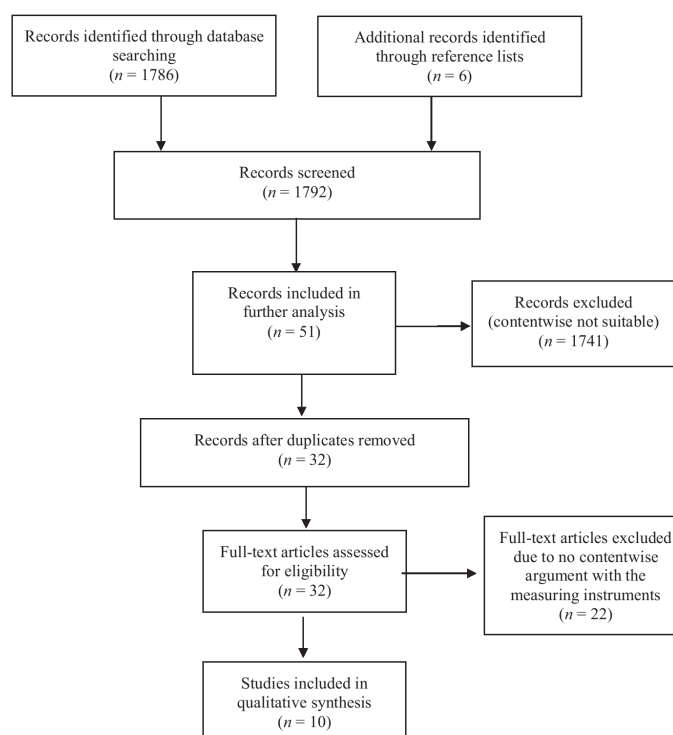 Records identified through database
searching
(n = 1786)
Additional records identified
through reference lists
(n = 6)
Records screened
(n = 1792)
Records included in
further analysis
(n = 51)
Records excluded
(contentwise not suitable)
(n = 1741)
Records after duplicates removed
(n = 32)
Full-text articles assessed
for eligibility
(n = 32)
Full-text articles excluded
due to no contentwise
argument with the
measuring instruments
(n = 22)
Studies included in
qualitative synthesis
(n = 10)